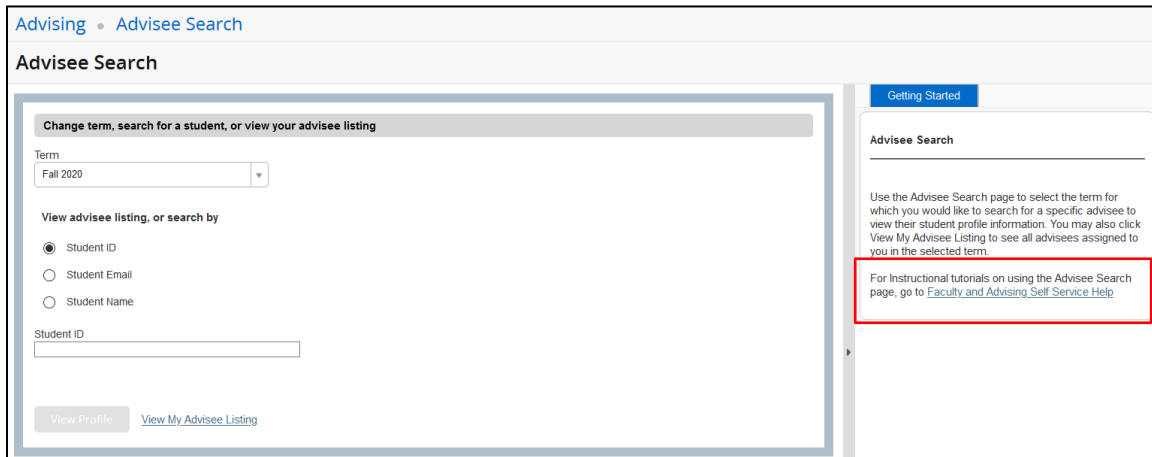 Advising • Advisee Search
Advisee Search
Change term, search for a student, or view your advisee listing
Term
Fall 2020
View advisee listing, or search by
Student ID
Student Email
Student Name
Student ID
View Profile
View My Advisee Listing
Getting Started
Advisee Search
Use the Advisee Search page to select the term for
which you would like to search for a specific advisee to
view their student profile information. You may also click
View My Advisee Listing to see all advisees assigned to
you in the selected term.
For Instructional tutorials on using the Advisee Search
page, go to Faculty and Advising Self Service Help